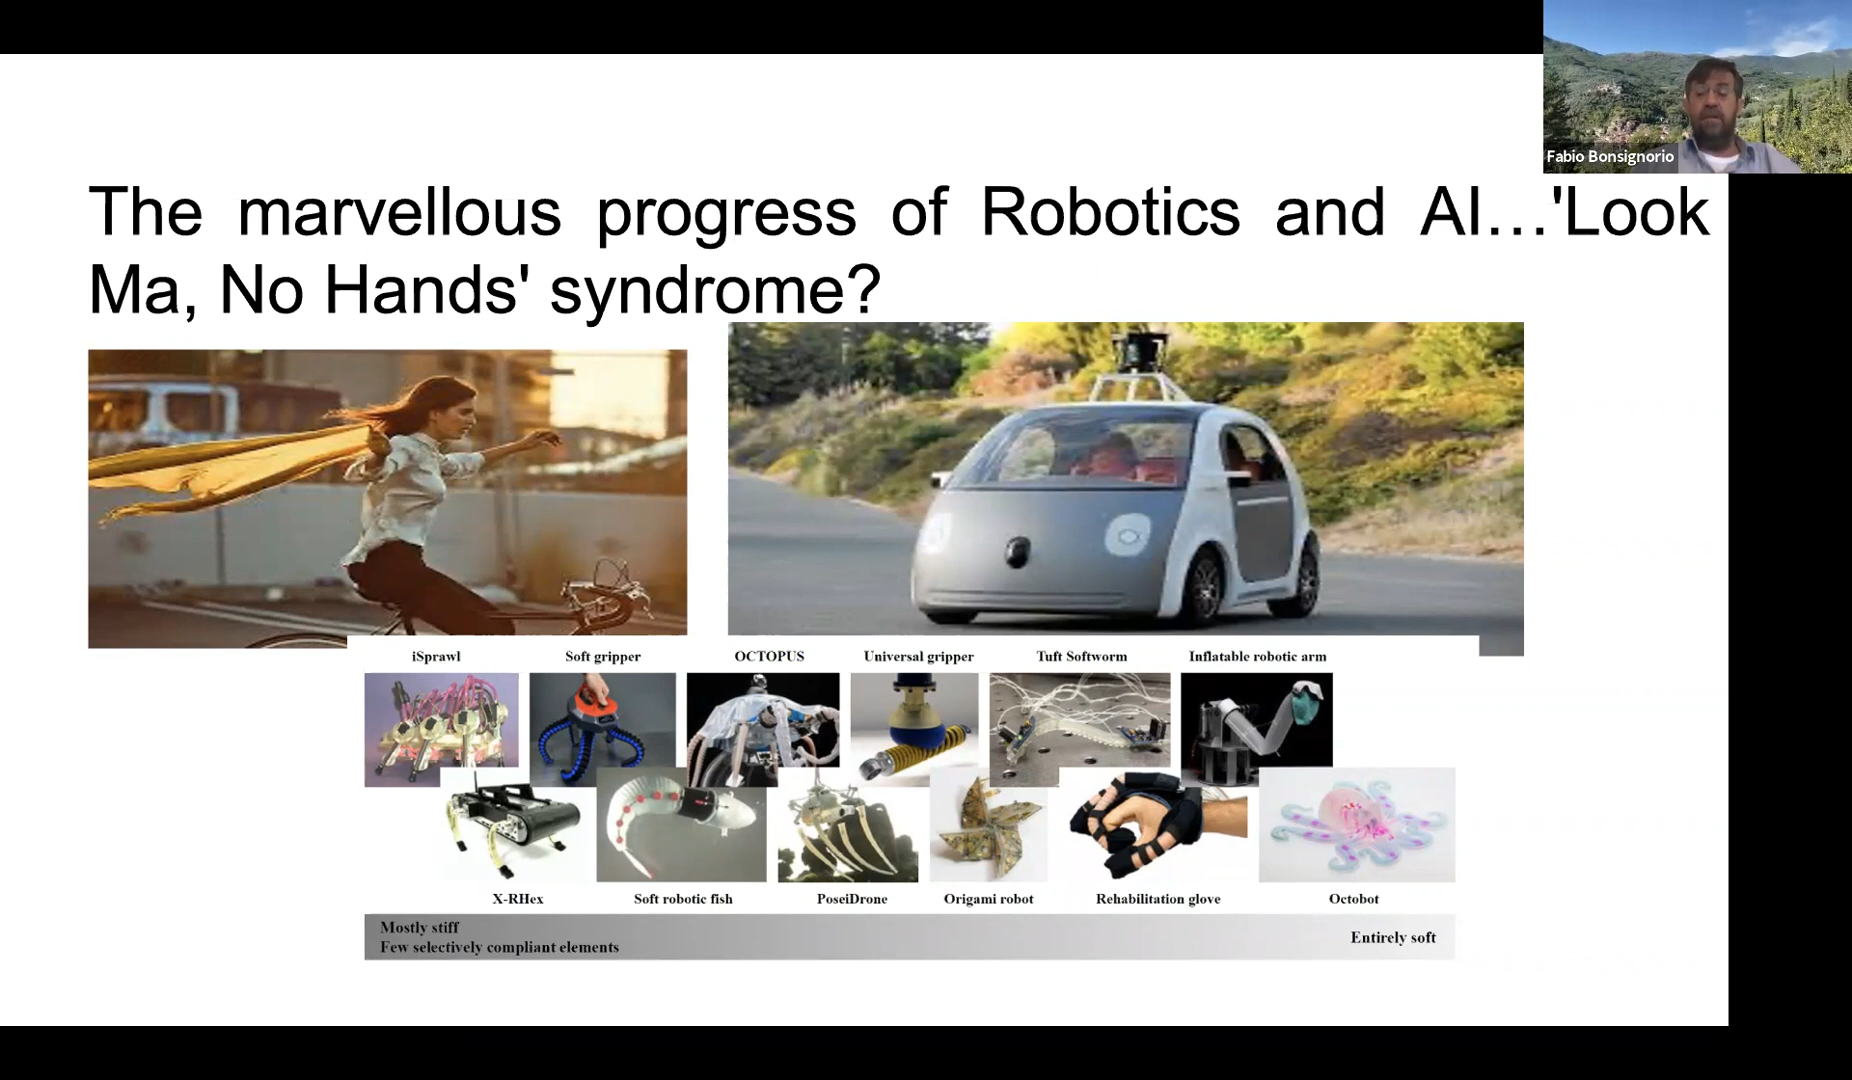 Fabio Bonsignorio
The marvellous progress of Robotics and AI…'Look
Ma, No Hands' syndrome?
iSprawl Soft gripper OCTOPUS Universal gripper Tuft Softworm Inflatable robotic arm
X-RHex Soft robotic fish PoseiDrone Origami robot Rehabilitation glove Octobot
Mostly stiff
Few selectively compliant elements
Entirely soft